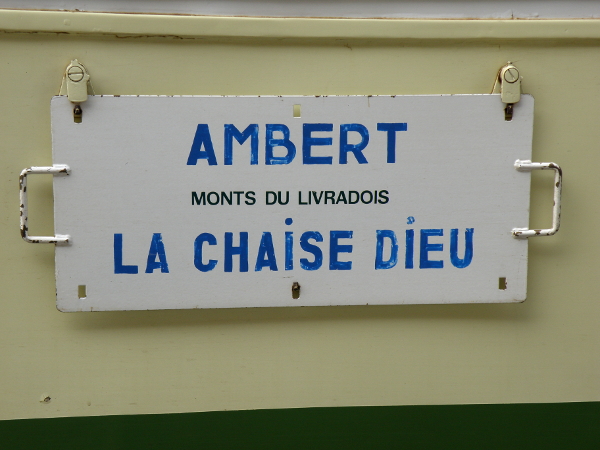 AMBERT
MONTS DU LIVRADOIS
LA CHAiSE DiEU